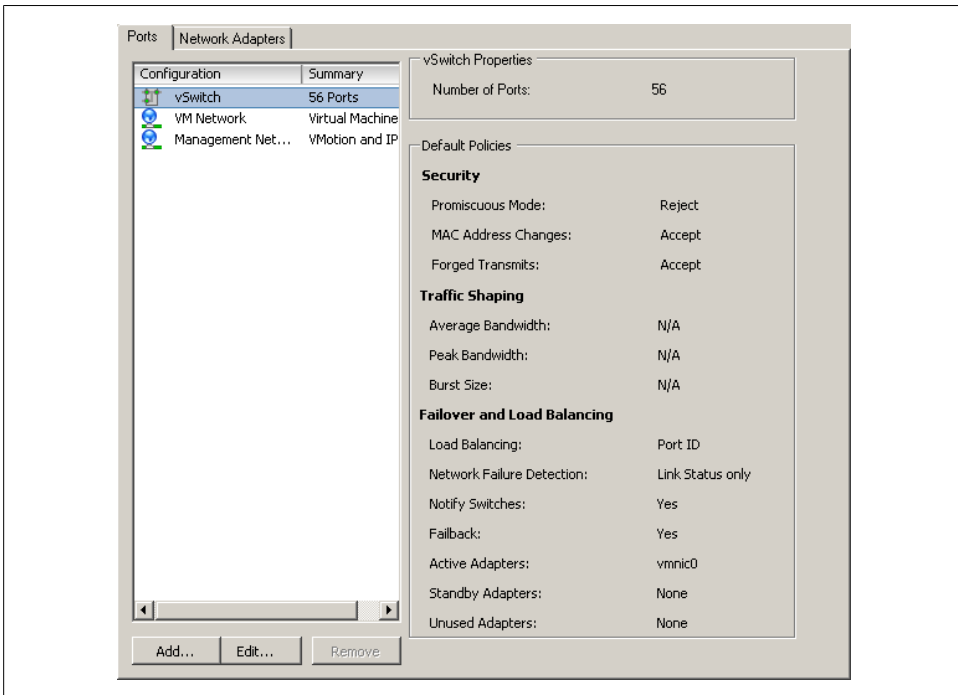 Ports Network Adapters
Configuration Summary
vSwitch 56 Ports
VM Network Virtual Machine
Management Net... VMotion and IP
Add... Edit... Remove
vSwitch Properties
Number of Ports: 56
Default Policies
Security
Promiscuous Mode: Reject
MAC Address Changes: Accept
Forged Transmits: Accept
Traffic Shaping
Average Bandwidth: N/A
Peak Bandwidth: N/A
Burst Size: N/A
Failover and Load Balancing
Load Balancing: Port ID
Network Failure Detection: Link Status only
Notify Switches: Yes
Failback: Yes
Active Adapters: vmnic0
Standby Adapters: None
Unused Adapters: None